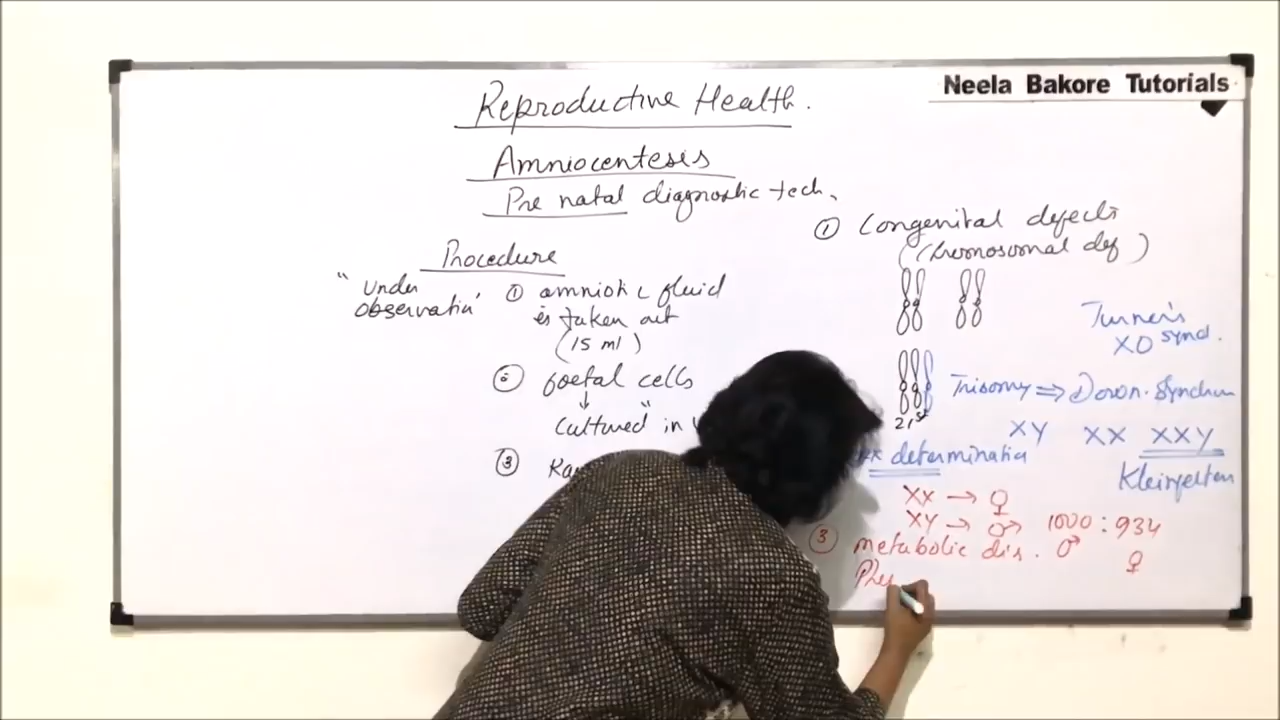 Neela Bakore Tutorials
Reproductive Health.
Amniocentesis
Pre natal diagnostic tech.
Procedure
"Under observation"
① amniotic fluid
is taken out
(15 ml)
② foetal cells
↓
Cultured in
③
① Congenital defects
(Chromosomal def)
Turner's
XO Synd.
Trisomy ⇒ Down. Syndrum
21st
XY XX XXY
determination
Kleinfelten
XX → ♀
XY → ♂ 1000 : 934
♂ ♀
③ metabolic dis.